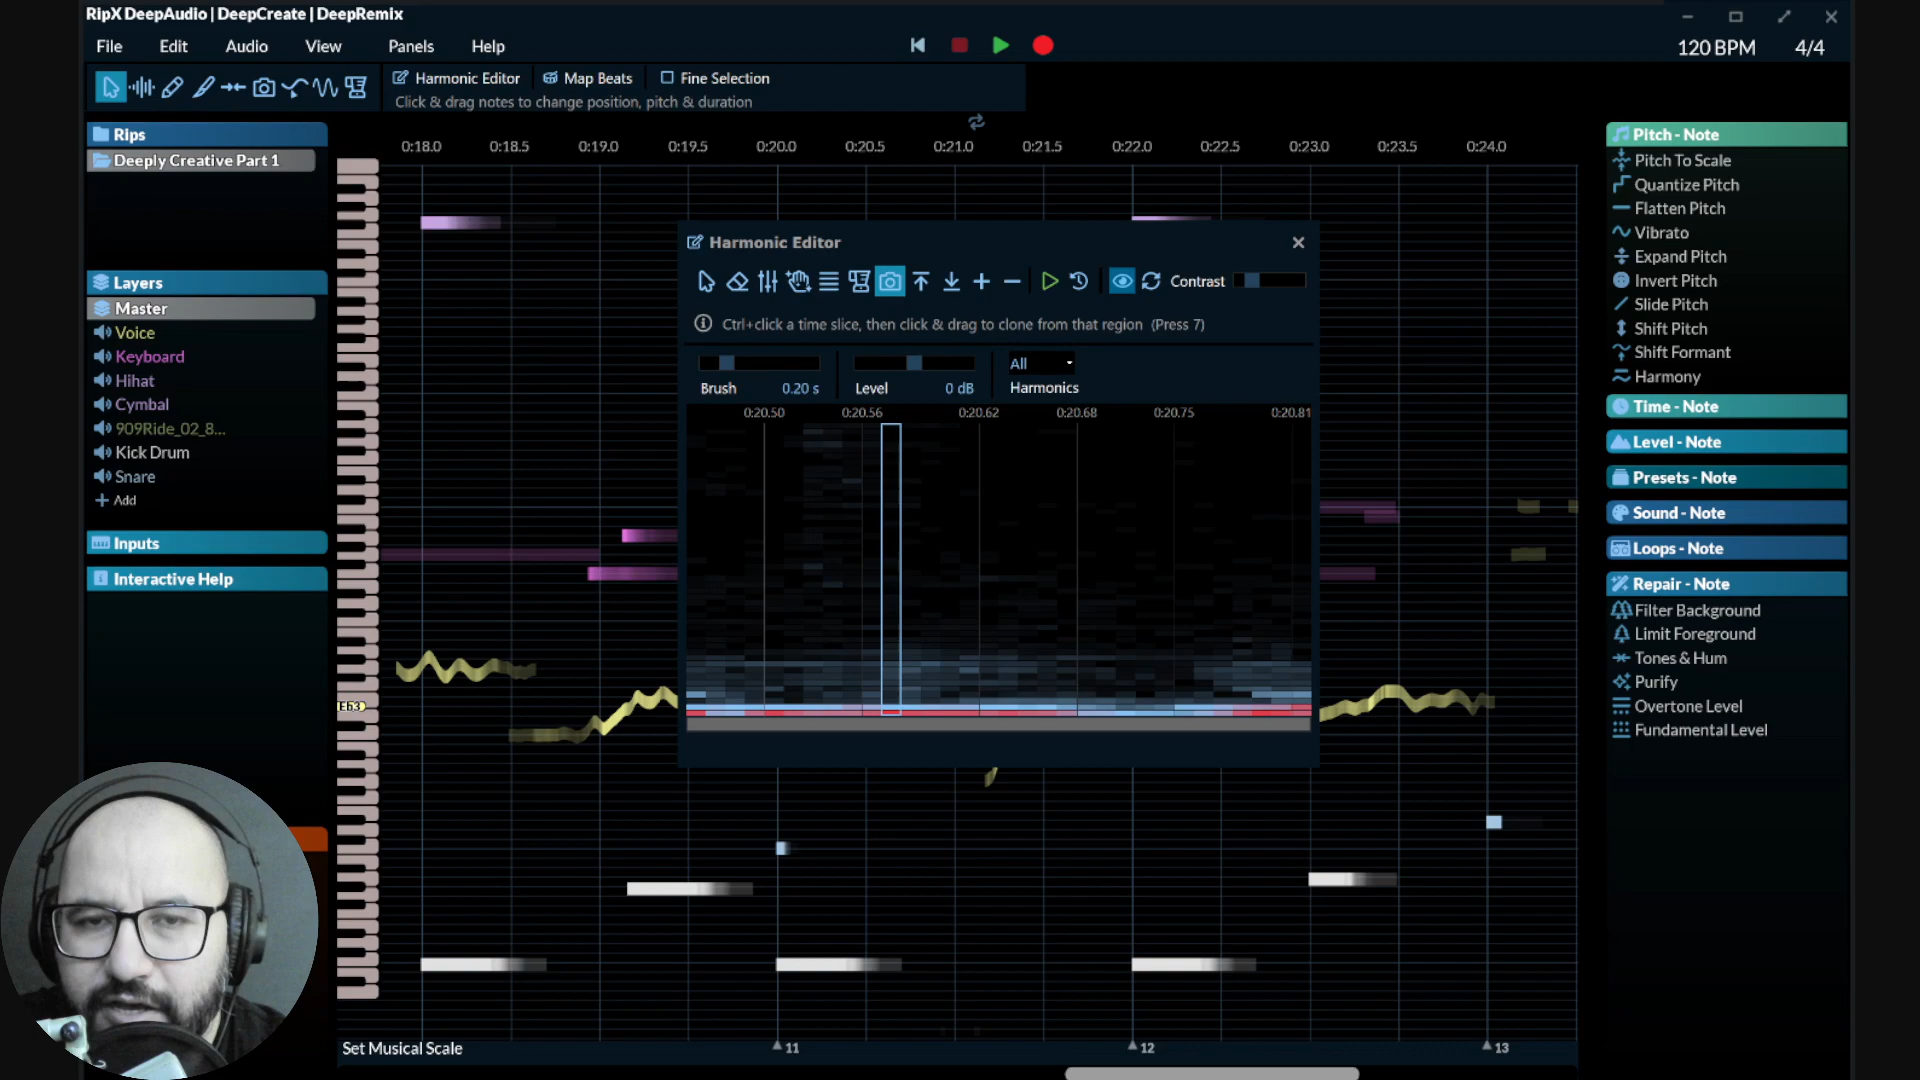 RipX DeepAudio | DeepCreate | DeepRemix
File Edit Audio View Panels Help
120 BPM 4/4
Harmonic Editor Map Beats Fine Selection
Click & drag notes to change position, pitch & duration
Rips
Deeply Creative Part 1
Layers
Master
Voice
Keyboard
Hihat
Cymbal
909Ride_02_8...
Kick Drum
Snare
Add
Inputs
Interactive Help
0:18.0 0:18.5 0:19.0 0:19.5 0:20.0 0:20.5 0:21.0 0:21.5 0:22.0 0:22.5 0:23.0 0:23.5 0:24.0
Eb3
Harmonic Editor
Contrast
Ctrl+click a time slice, then click & drag to clone from that region (Press 7)
All
Brush 0.20 s Level 0 dB Harmonics
0:20.50 0:20.56 0:20.62 0:20.68 0:20.75 0:20.81
Set Musical Scale
11 12 13
Pitch - Note
Pitch To Scale
Quantize Pitch
Flatten Pitch
Vibrato
Expand Pitch
Invert Pitch
Slide Pitch
Shift Pitch
Shift Formant
Harmony
Time - Note
Level - Note
Presets - Note
Sound - Note
Loops - Note
Repair - Note
Filter Background
Limit Foreground
Tones & Hum
Purify
Overtone Level
Fundamental Level